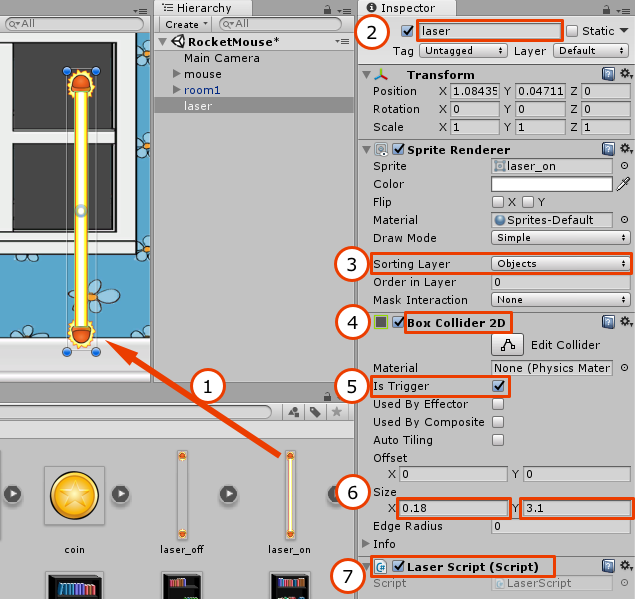 All
Hierarchy
Create
All
RocketMouse*
Main Camera
mouse
room1
laser
1
coin
laser_off
laser_on
Inspector
2
laser
Static
Tag Untagged Layer Default
Transform
Position X 1.08435 Y 0.04711 Z 0
Rotation X 0 Y 0 Z 0
Scale X 1 Y 1 Z 1
Sprite Renderer
Sprite laser_on
Color
Flip X Y
Material Sprites-Default
Draw Mode Simple
3
Sorting Layer Objects
Order in Layer 0
Mask Interaction None
4
Box Collider 2D
Edit Collider
Material None (Physics Mater
5
Is Trigger
Used By Effector
Used By Composite
Auto Tiling
Offset
X 0 Y 0
6
Size
X 0.18 Y 3.1
Edge Radius 0
Info
7
Laser Script (Script)
Script LaserScript